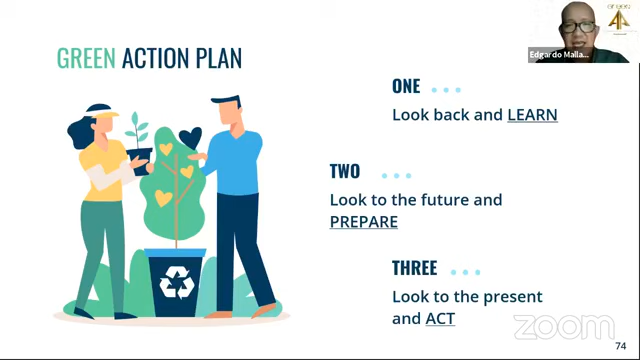 GREEN ACTION PLAN
ONE
Look back and LEARN
TWO
Look to the future and
PREPARE
THREE
Look to the present
and ACT
Edgardo Malla...
zoom
74